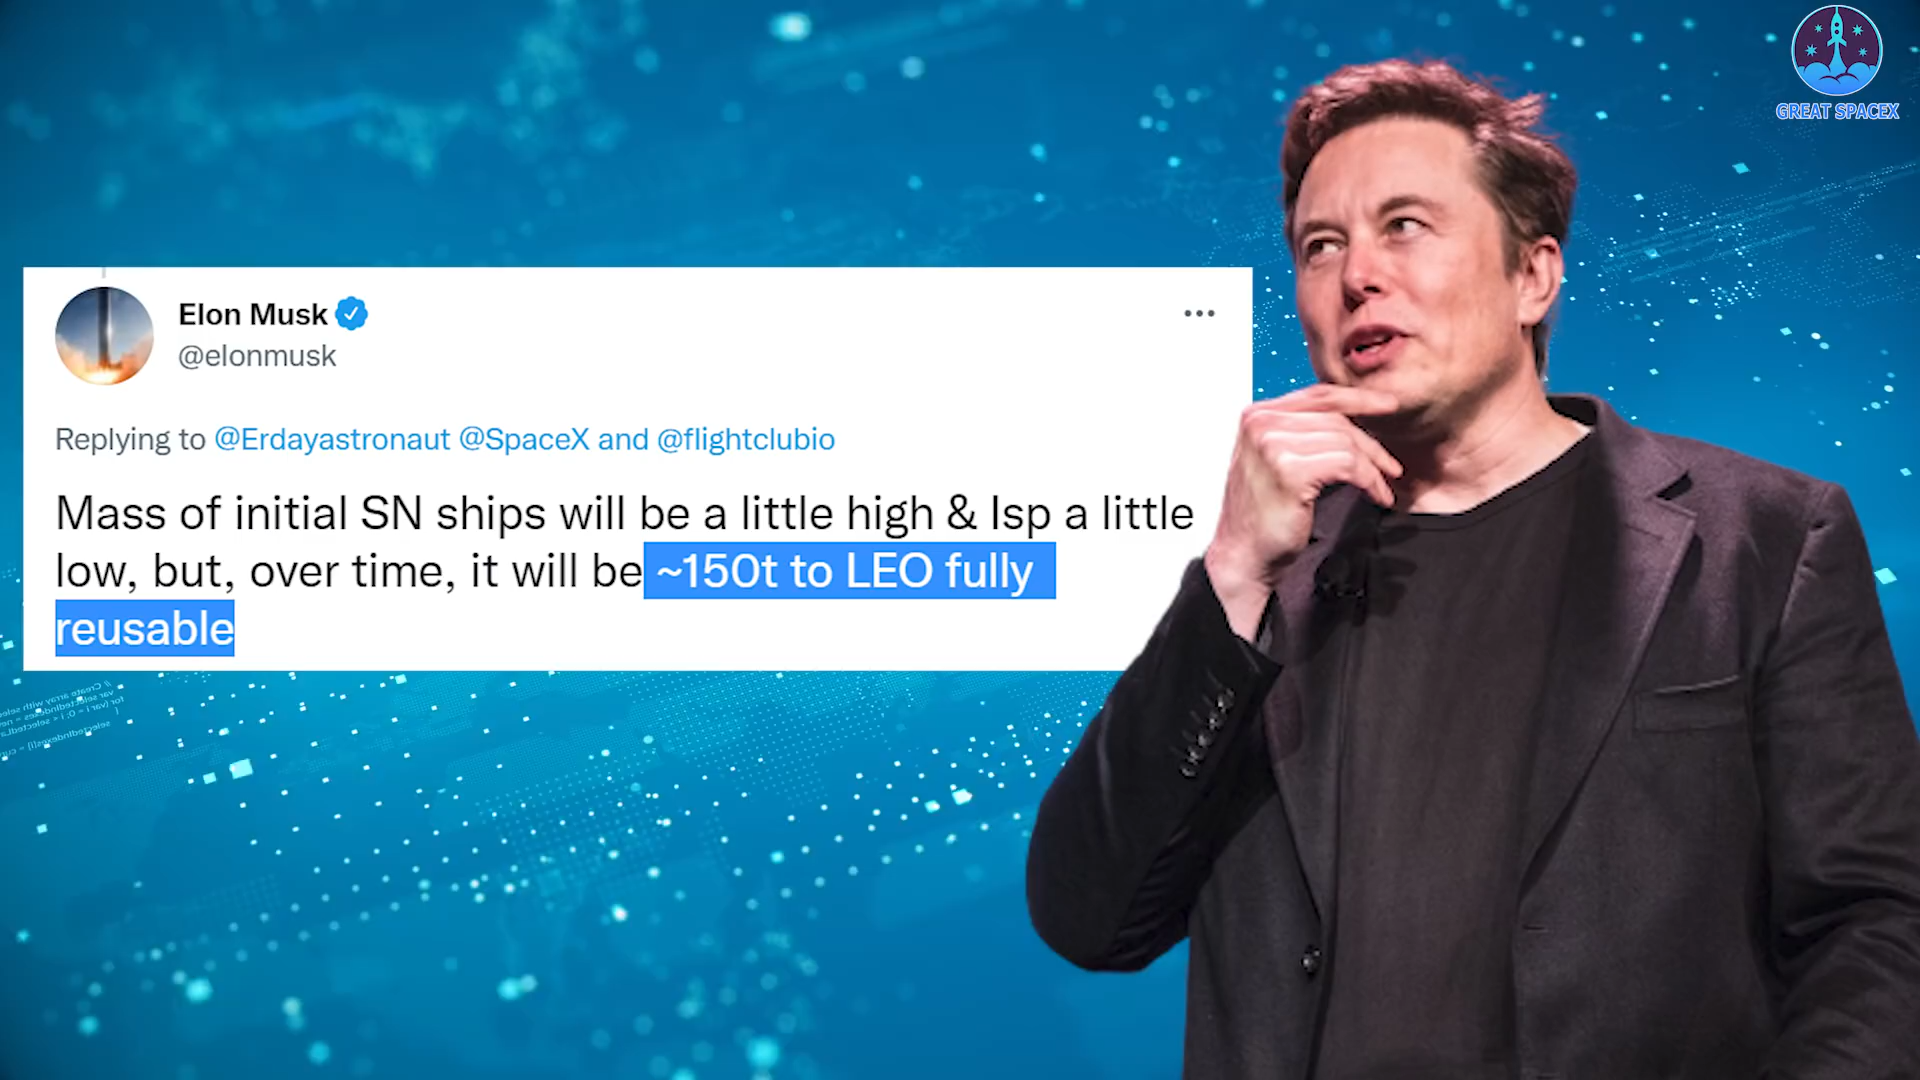 GREAT SPACEX
Elon Musk
@elonmusk
Replying to @Erdayastronaut @SpaceX and @flightclubio
Mass of initial SN ships will be a little high & Isp a little
low, but, over time, it will be ~150t to LEO fully
reusable